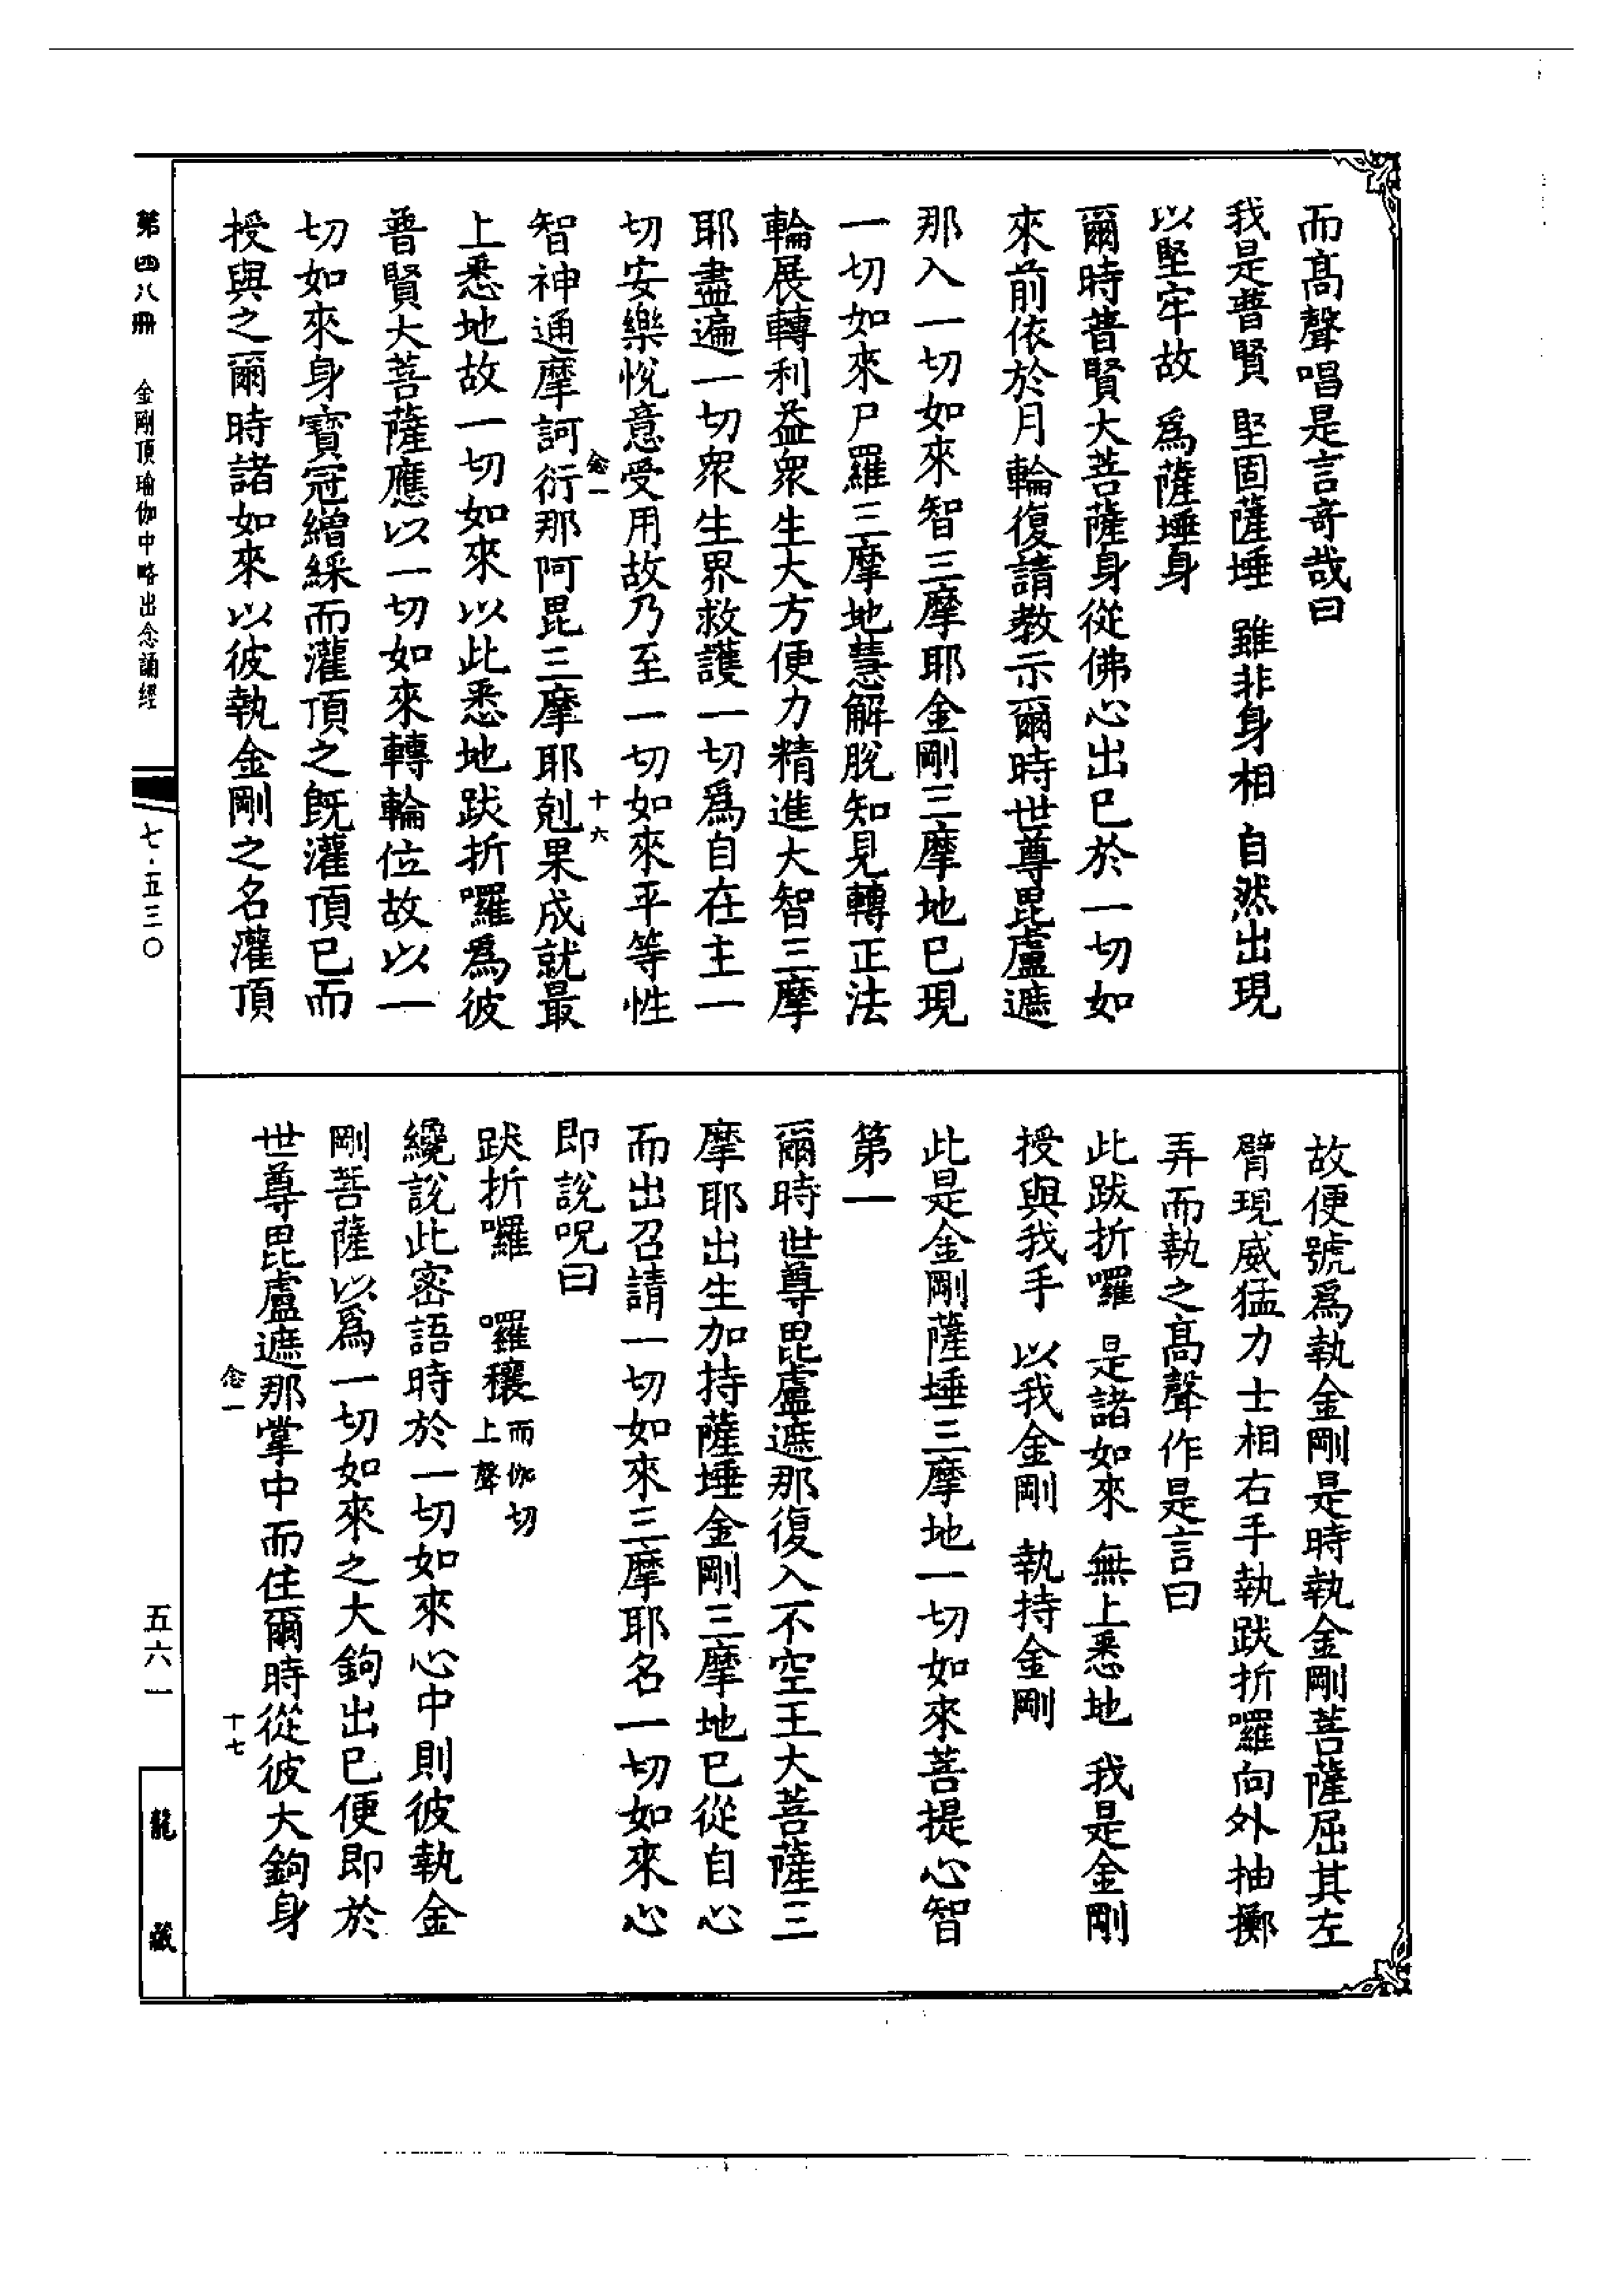 而高聲唱是言奇哉曰
我是普賢 堅固薩埵 雖非身相 自然出現
以堅牢故 爲薩埵身
爾時普賢大菩薩身從佛心出已於一切如
來前依於月輪復請教示爾時世尊毘盧遮
那入一切如來智三摩耶金剛三摩地已現
一切如來尸羅三摩地慧解脫知見轉正法
輪展轉利益衆生大方便力精進大智三摩
耶盡遍一切衆生界救護一切爲自在主一
切安樂悅意受用故乃至一切如來平等性
念一 十六
智神通摩訶衍那阿毘三摩耶剋果成就最
上悉地故一切如來以此悉地跋折囉爲彼
普賢大菩薩應以一切如來轉輪位故以一
切如來身寶冠繒綵而灌頂之旣灌頂已而
授與之爾時諸如來以彼執金剛之名灌頂
故便號爲執金剛是時執金剛菩薩屈其左
臂現威猛力士相右手執跋折囉向外抽擲
弄而執之高聲作是言曰
此跋折囉 是諸如來 無上悉地 我是金剛
授與我手 以我金剛 執持金剛
此是金剛薩埵三摩地一切如來菩提心智
第一
爾時世尊毘盧遮那復入不空王大菩薩三
摩耶出生加持薩埵金剛三摩地已從自心
而出召請一切如來三摩耶名一切如來心
即說呪曰
跋折囉 囉穰而伽切上聲
纔說此密語時於一切如來心中則彼執金
剛菩薩以爲一切如來之大鉤出已便即於
世尊毘盧遮那掌中而住爾時從彼大鉤身
念一 十七
第四八冊 金剛頂瑜伽中略出念誦經
七·五三〇
五六一
龍藏